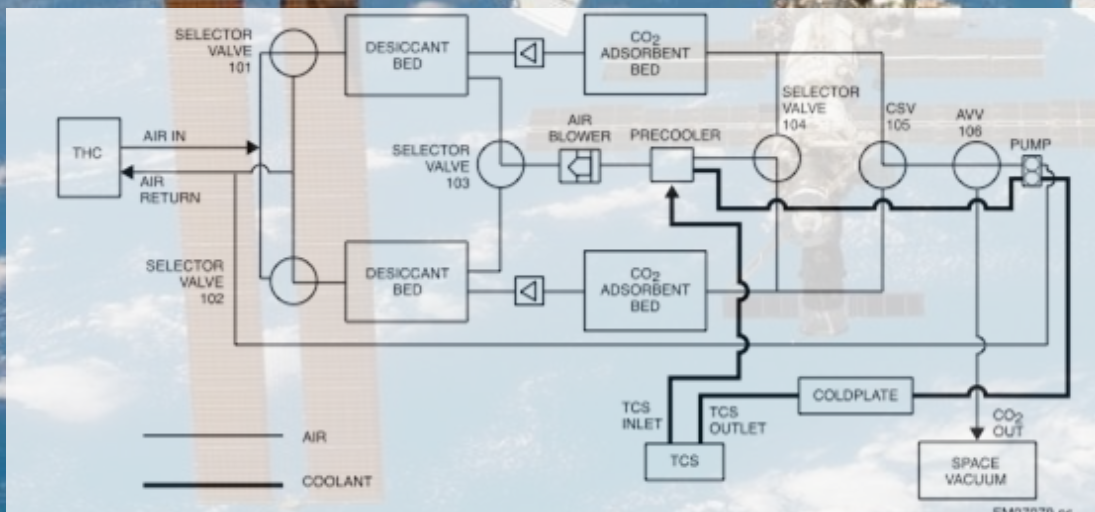 SELECTOR
VALVE
101
DESICCANT
BED
CO2
ADSORBENT
BED
SELECTOR
VALVE
104
CSV
105
AVV
106
PUMP
THC
AIR IN
AIR
RETURN
SELECTOR
VALVE
103
AIR
BLOWER
PRECOOLER
SELECTOR
VALVE
102
DESICCANT
BED
CO2
ADSORBENT
BED
TCS
INLET
TCS
OUTLET
COLDPLATE
CO2
OUT
TCS
SPACE
VACUUM
AIR
COOLANT